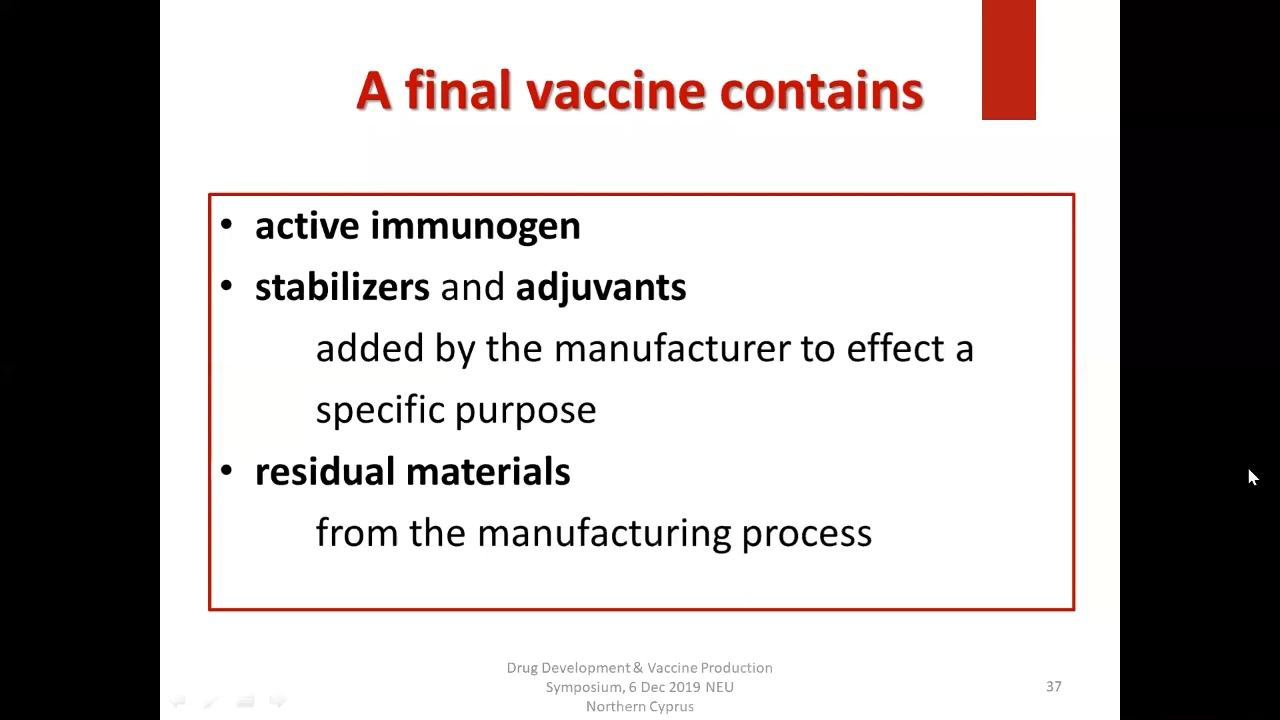 A final vaccine contains
• active immunogen
• stabilizers and adjuvants
added by the manufacturer to effect a
specific purpose
• residual materials
from the manufacturing process
Drug Development & Vaccine Production
Symposium, 6 Dec 2019 NEU
Northern Cyprus
37